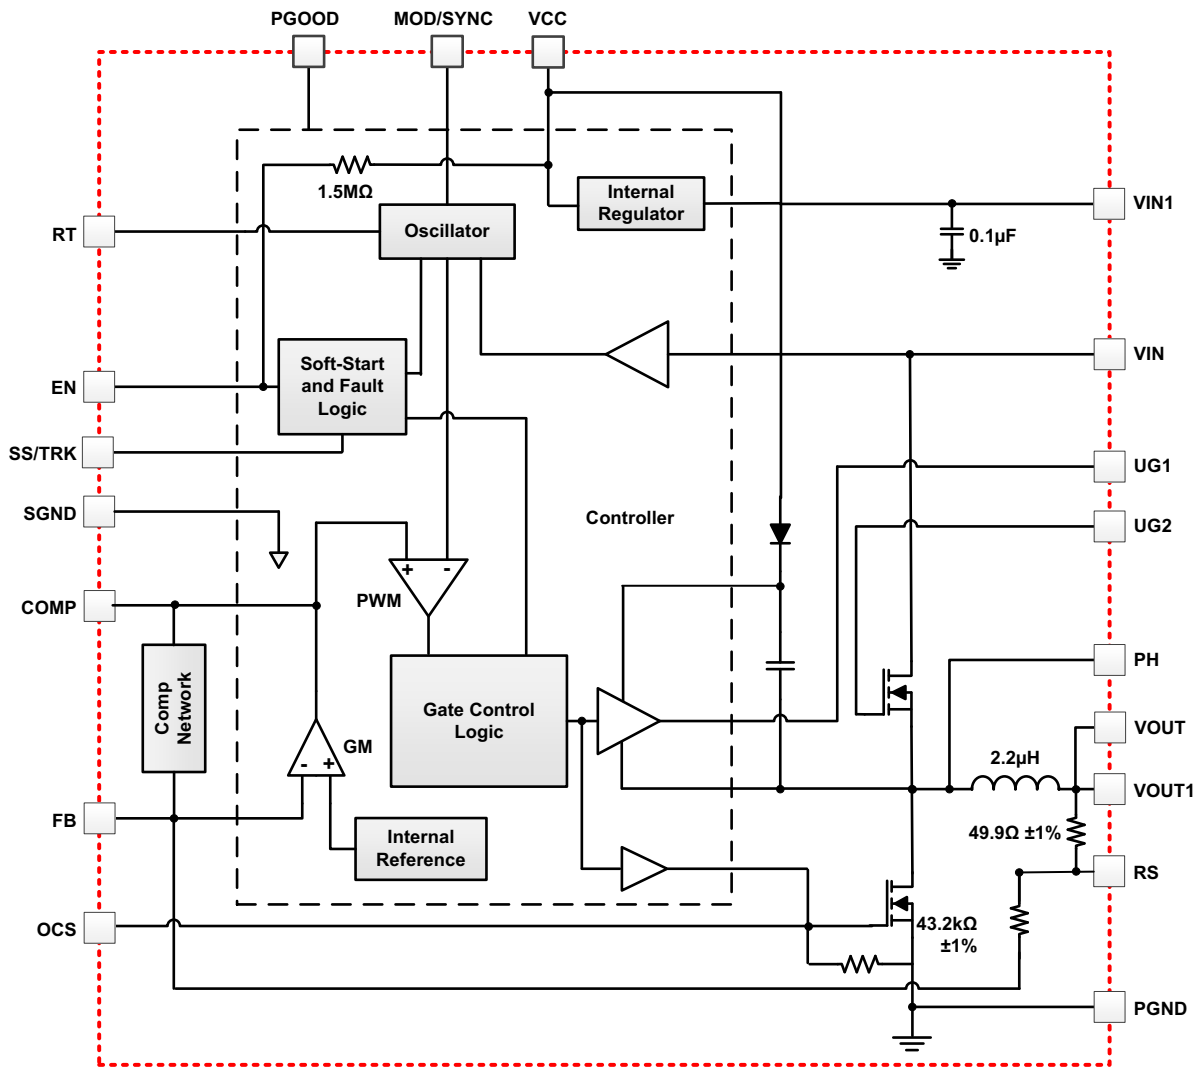 PGOOD
MOD/SYNC
VCC
1.5MΩ
Internal
Regulator
VIN1
RT
Oscillator
0.1µF
VIN
EN
Soft-Start
and Fault
Logic
SS/TRK
UG1
SGND
Controller
UG2
+
-
COMP
PWM
PH
Comp
Network
Gate Control
Logic
VOUT
GM
-
+
2.2µH
VOUT1
FB
Internal
Reference
49.9Ω ±1%
RS
OCS
43.2kΩ
±1%
PGND